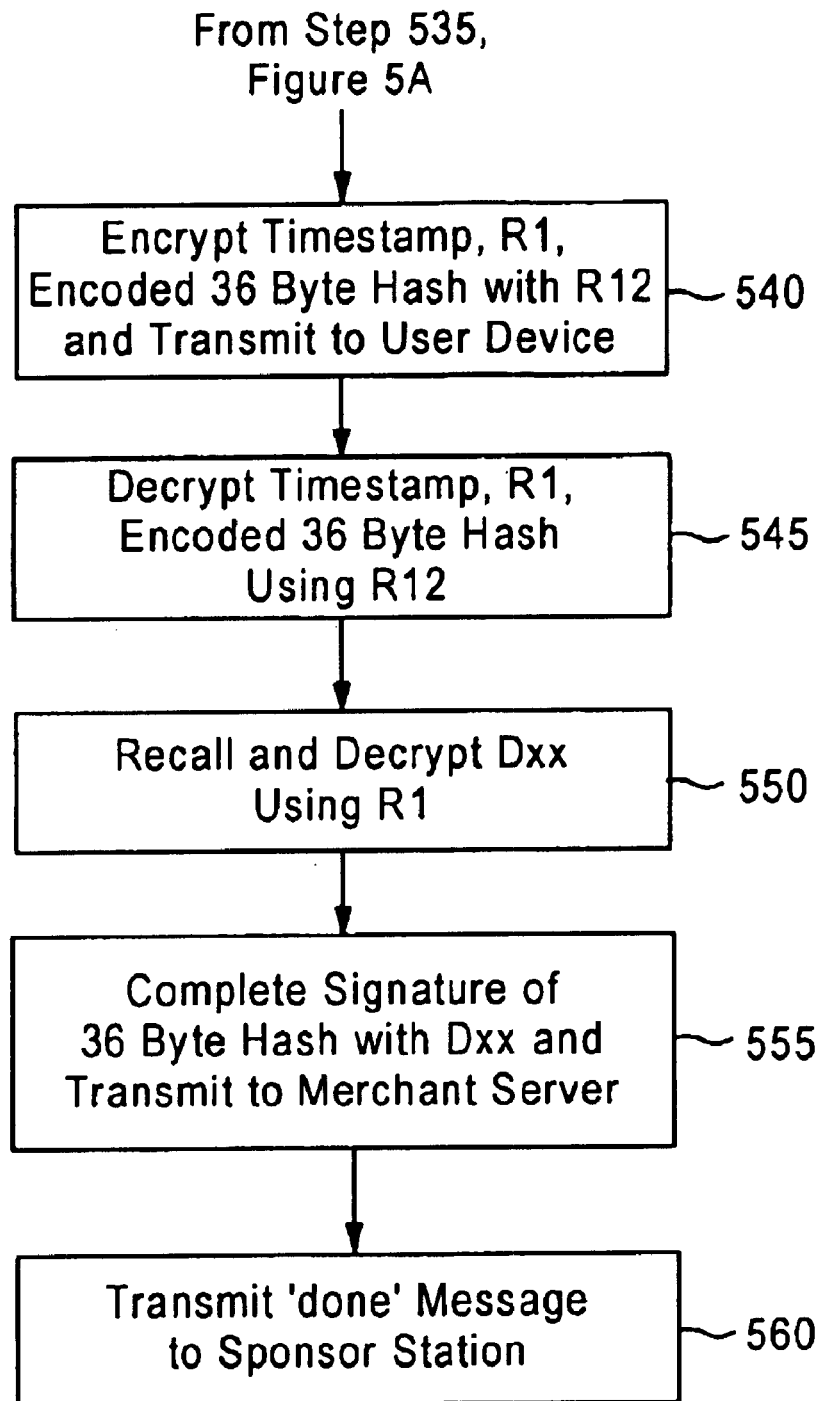 From Step 535,
Figure 5A
Encrypt Timestamp, R1,
Encoded 36 Byte Hash with R12
and Transmit to User Device
540
Decrypt Timestamp, R1,
Encoded 36 Byte Hash
Using R12
545
Recall and Decrypt Dxx
Using R1
550
Complete Signature of
36 Byte Hash with Dxx and
Transmit to Merchant Server
555
Transmit 'done' Message
to Sponsor Station
560